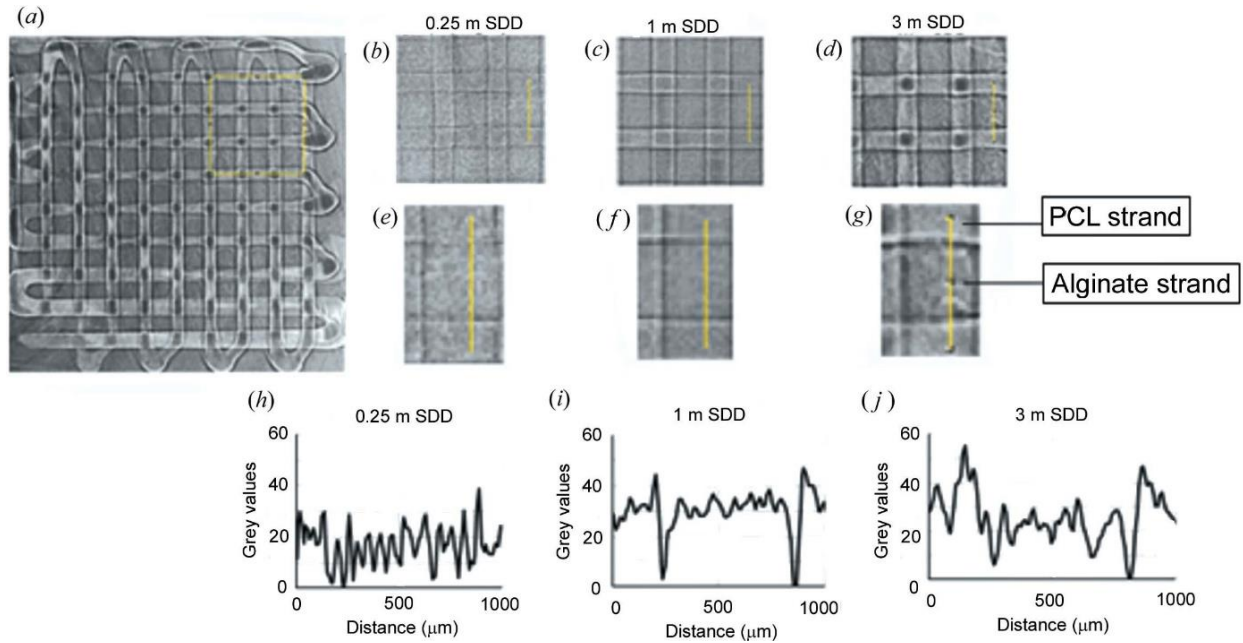 (a)
0.25 m SDD
1 m SDD
3 m SDD
(b)
(c)
(d)
(e)
(f)
(g)
PCL strand
Alginate strand
(h)
0.25 m SDD
(i)
1 m SDD
(j)
3 m SDD
60
40
20
0
Grey values
0
500
1000
Distance (μm)
60
40
20
0
Grey values
0
500
1000
Distance (μm)
60
40
20
0
Grey values
0
500
1000
Distance (μm)